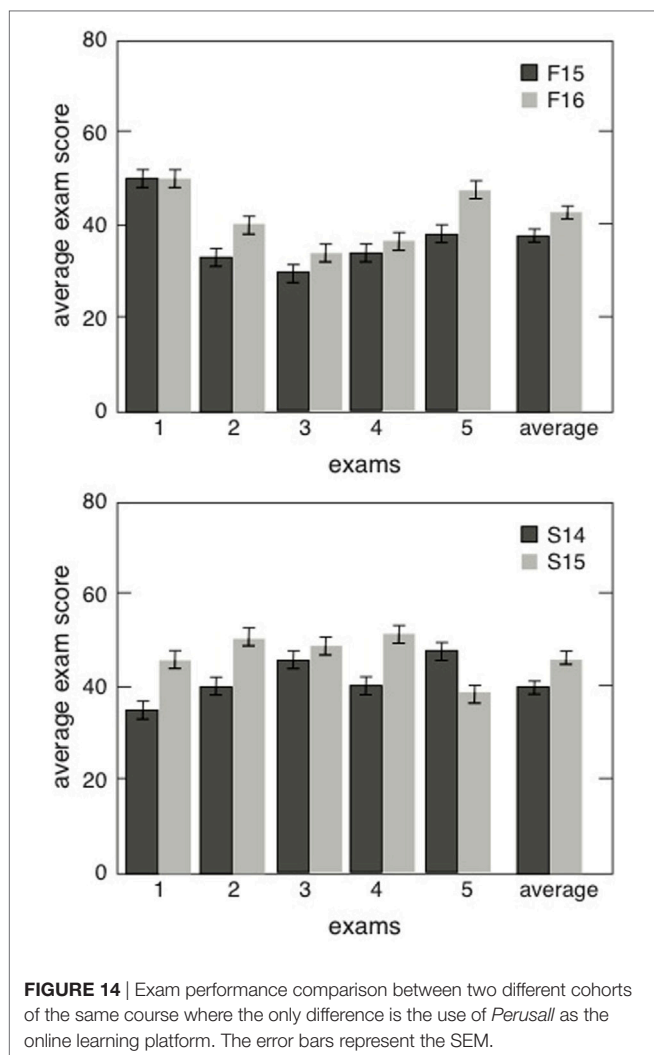 80
F15
F16
60
average exam score
40
20
0
1 2 3 4 5 average
exams
80
S14
S15
60
average exam score
40
20
0
1 2 3 4 5 average
exams
FIGURE 14 | Exam performance comparison between two different cohorts
of the same course where the only difference is the use of Perusall as the
online learning platform. The error bars represent the SEM.